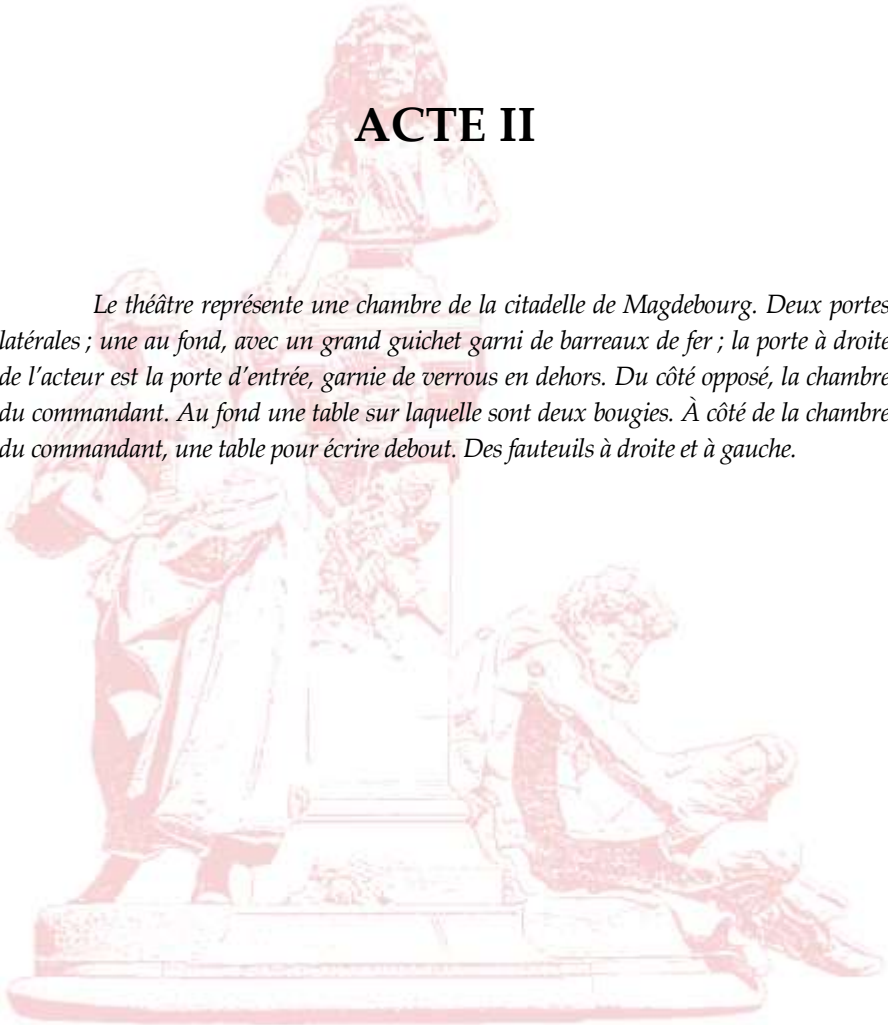 ACTE II
Le théâtre représente une chambre de la citadelle de Magdebourg. Deux portes
latérales ; une au fond, avec un grand guichet garni de barreaux de fer ; la porte à droite
de l’acteur est la porte d’entrée, garnie de verrous en dehors. Du côté opposé, la chambre
du commandant. Au fond une table sur laquelle sont deux bougies. À côté de la chambre
du commandant, une table pour écrire debout. Des fauteuils à droite et à gauche.